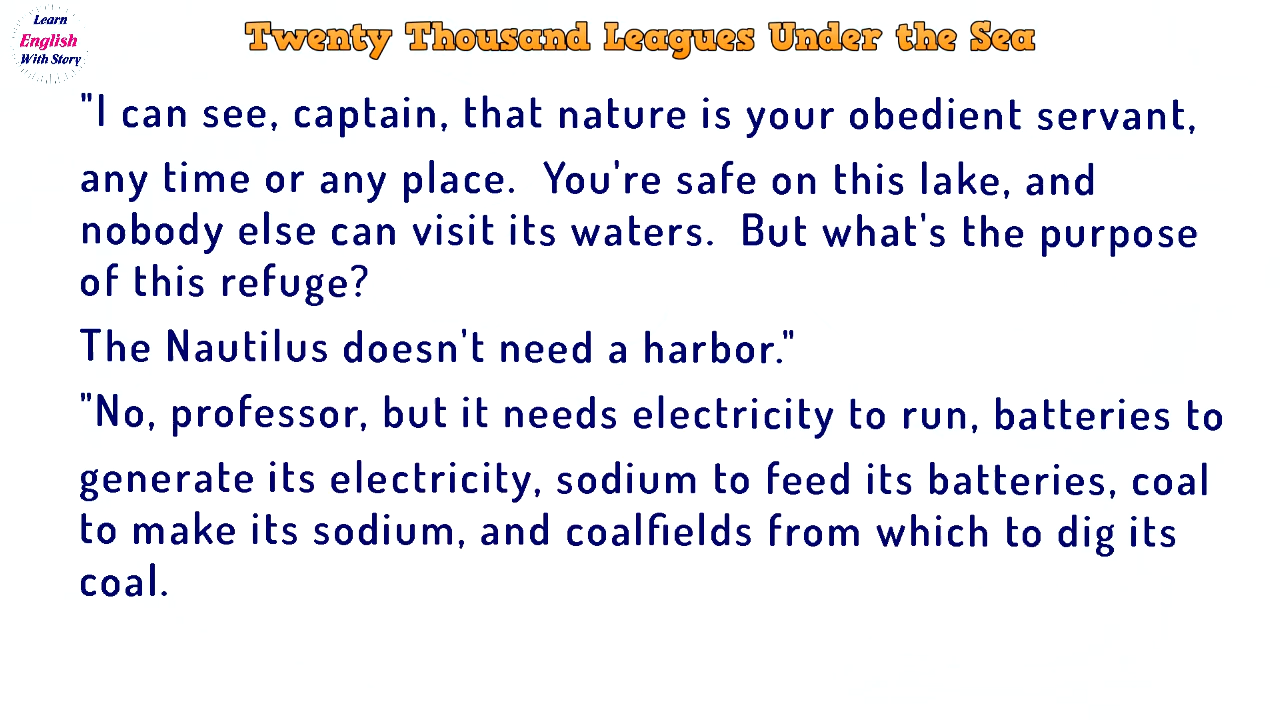 Learn
English
With Story
Twenty Thousand Leagues Under the Sea
"I can see, captain, that nature is your obedient servant,
any time or any place.  You're safe on this lake, and
nobody else can visit its waters.  But what's the purpose
of this refuge?
The Nautilus doesn't need a harbor."
"No, professor, but it needs electricity to run, batteries to
generate its electricity, sodium to feed its batteries, coal
to make its sodium, and coalfields from which to dig its
coal.